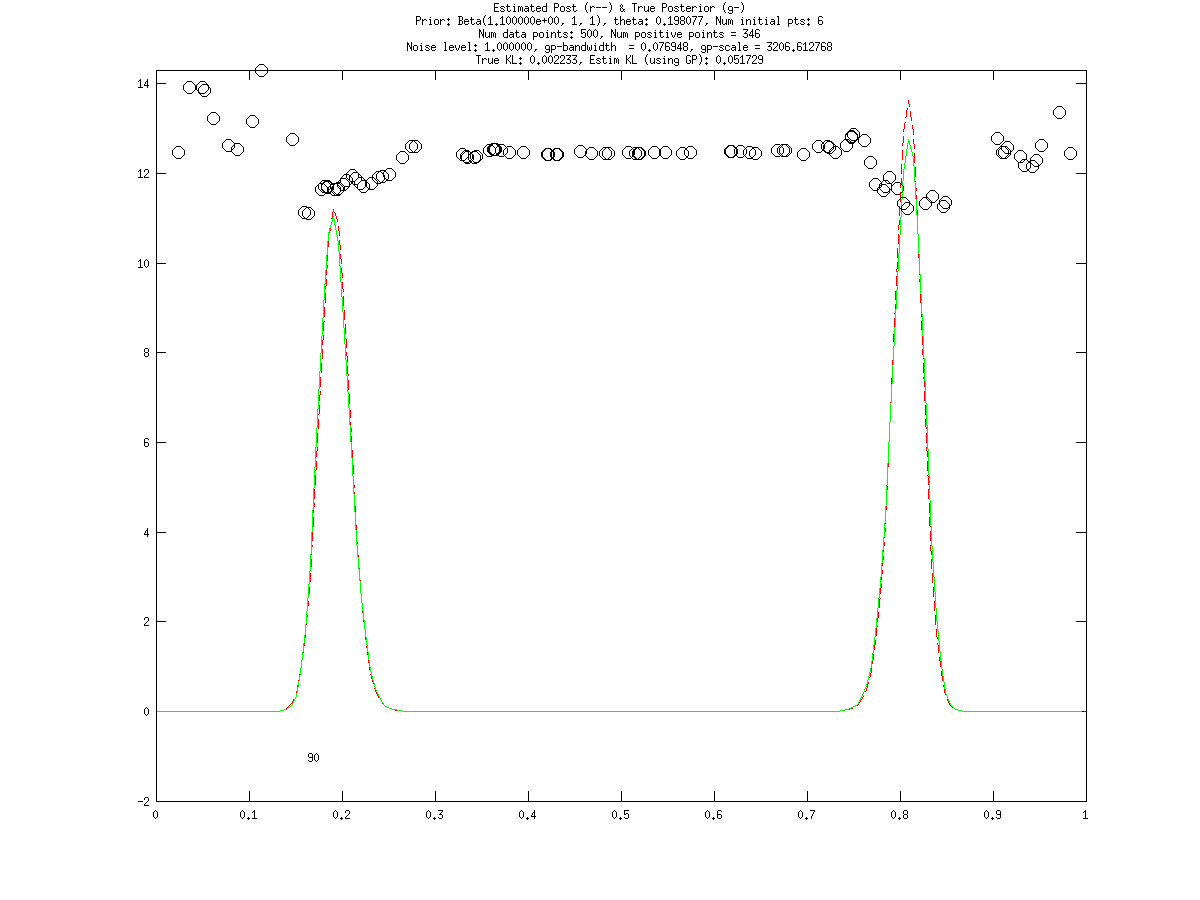 Estimated Post (r--) & True Posterior (g-)
Prior: Beta(1.100000e+00, 1, 1), theta: 0.198077, Num initial pts: 6
Num data points: 500, Num positive points = 346
Noise level: 1.000000, gp-bandwidth  = 0.076948, gp-scale = 3206.612768
True KL: 0.002233, Estim KL (using GP): 0.051729
14
12
10
8
6
4
2
0
90
-2
0 0.1 0.2 0.3 0.4 0.5 0.6 0.7 0.8 0.9 1